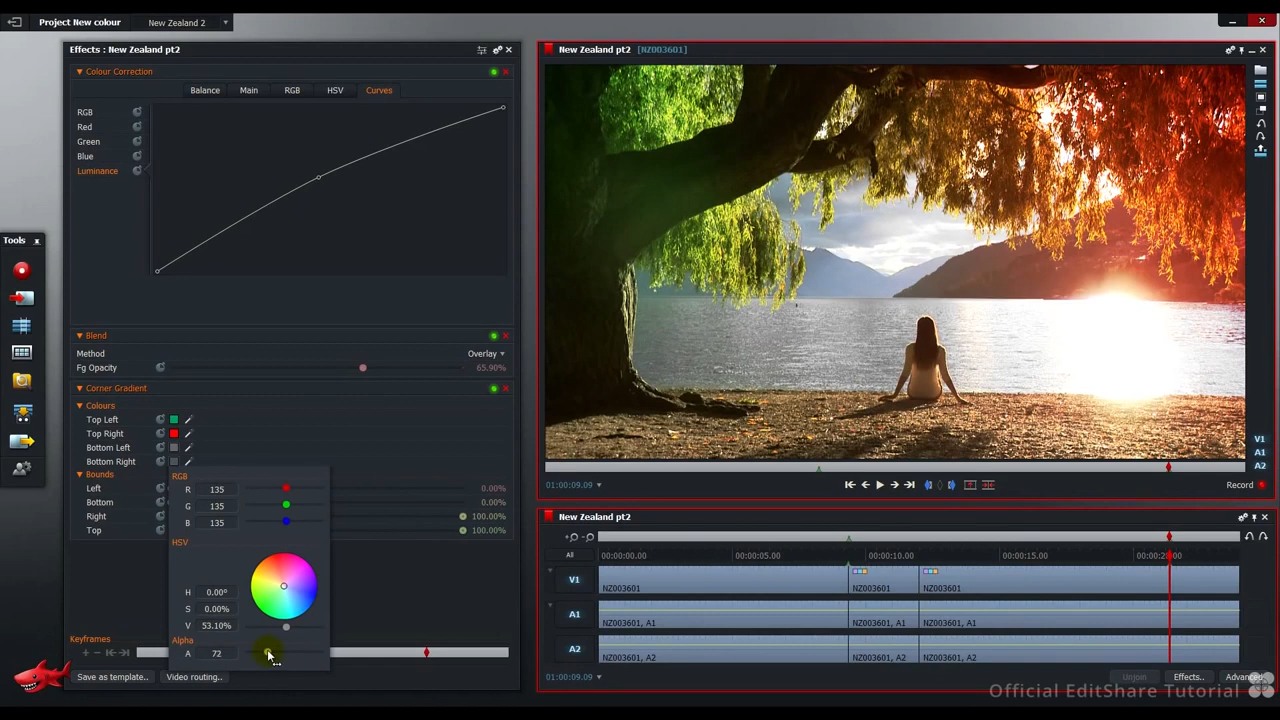 Project New colour
New Zealand 2
Effects : New Zealand pt2
Colour Correction
Balance
Main
RGB
HSV
Curves
RGB
Red
Green
Blue
Luminance
Blend
Method
Overlay
Fg Opacity
65.90%
Corner Gradient
Colours
Top Left
Top Right
Bottom Left
Bottom Right
Bounds
Left
0.00%
Bottom
0.00%
Right
100.00%
Top
100.00%
RGB
R 135
G 135
B 135
HSV
H 0.00º
S 0.00%
V 53.10%
Alpha
A 72
Keyframes
Save as template..
Video routing..
Tools
New Zealand pt2 [NZ003601]
V1
A1
A2
01:00:09.09
Record
New Zealand pt2
All
00:00:00.00
00:00:05.00
00:00:10.00
00:00:15.00
V1
NZ003601
NZ003601
NZ003601
A1
NZ003601, A1
NZ003601, A1
NZ003601, A1
A2
NZ003601, A2
NZ003601, A2
NZ003601, A2
01:00:09.09
Unjoin
Effects..
Advanced
Official EditShare Tutorial